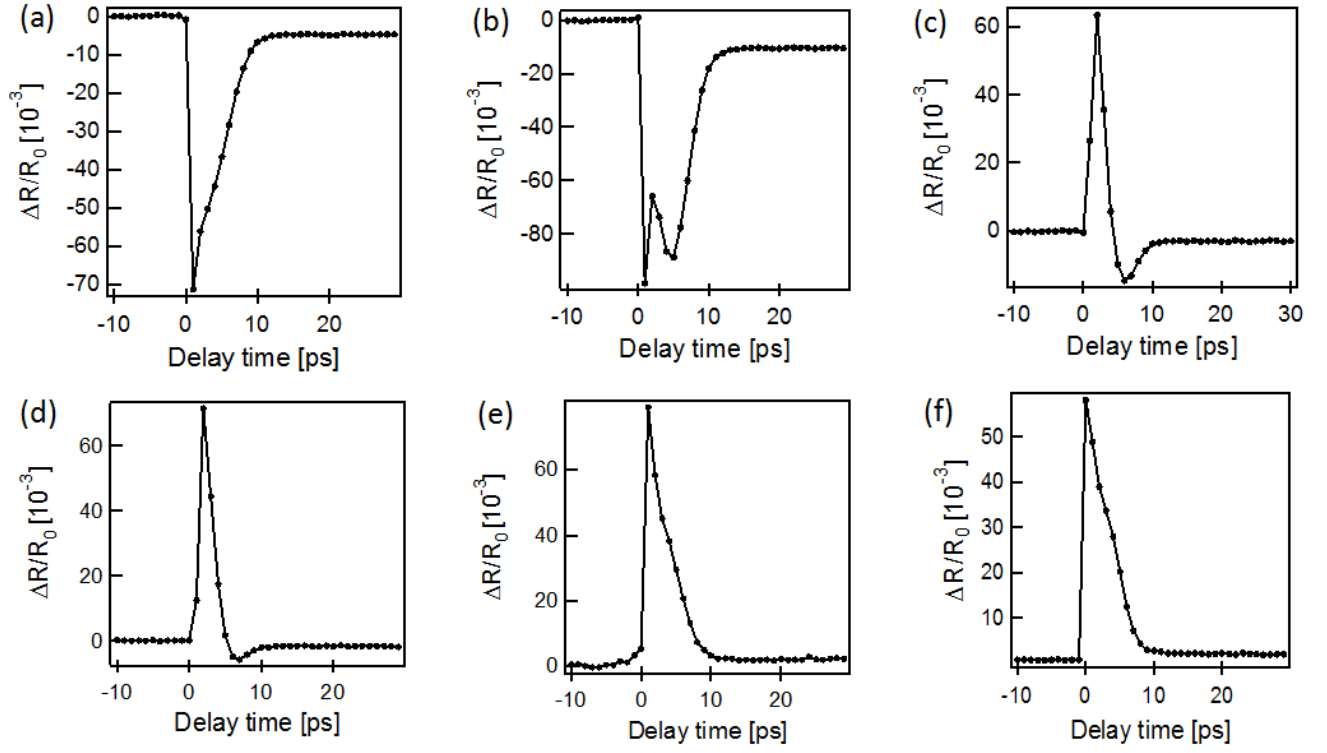 (a)
0
-10
-20
-30
-40
-50
-60
-70
ΔR/R0 [10-3]
-10 0 10 20
Delay time [ps]
(b)
0
-20
-40
-60
-80
ΔR/R0 [10-3]
-10 0 10 20
Delay time [ps]
(c)
60
40
20
0
ΔR/R0 [10-3]
-10 0 10 20 30
Delay time [ps]
(d)
60
40
20
0
ΔR/R0 [10-3]
-10 0 10 20
Delay time [ps]
(e)
60
40
20
0
ΔR/R0 [10-3]
-10 0 10 20
Delay time [ps]
(f)
50
40
30
20
10
ΔR/R0 [10-3]
-10 0 10 20
Delay time [ps]